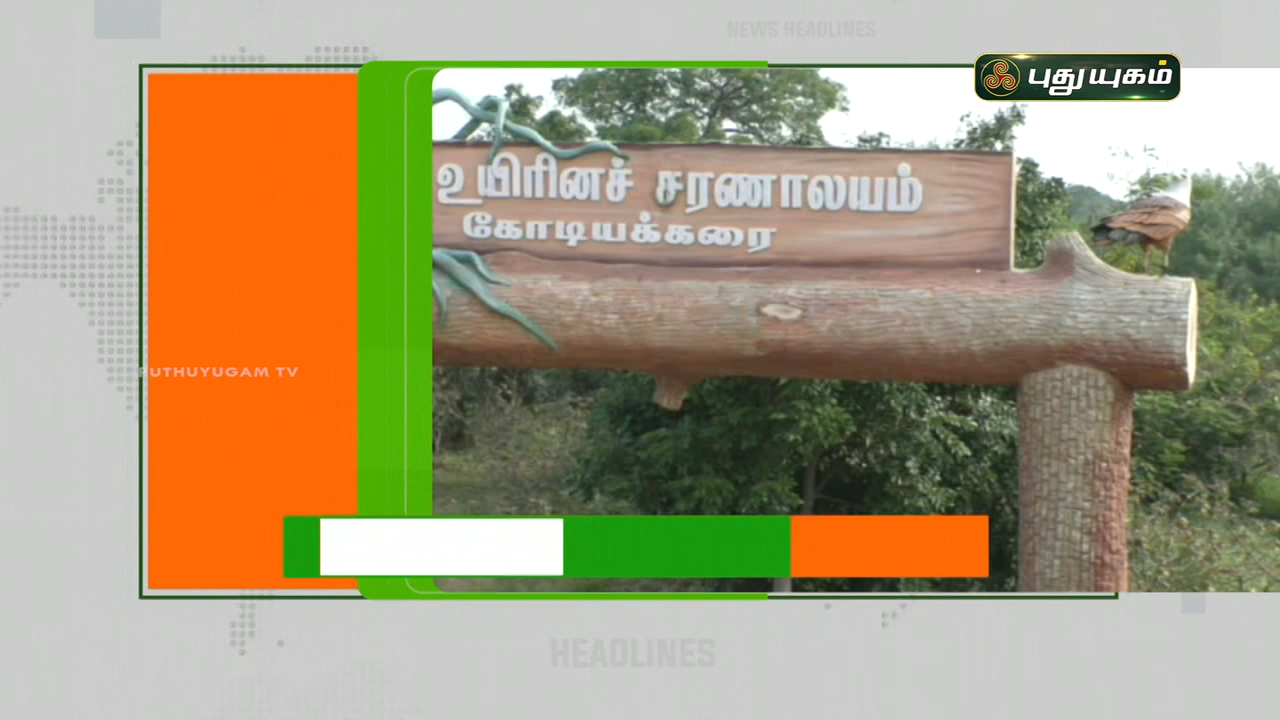 NEWS HEADLINES
புதுயுகம்
உயிரினச் சரணாலயம்
கோடியக்கரை
PUTHUYUGAM TV
HEADLINES